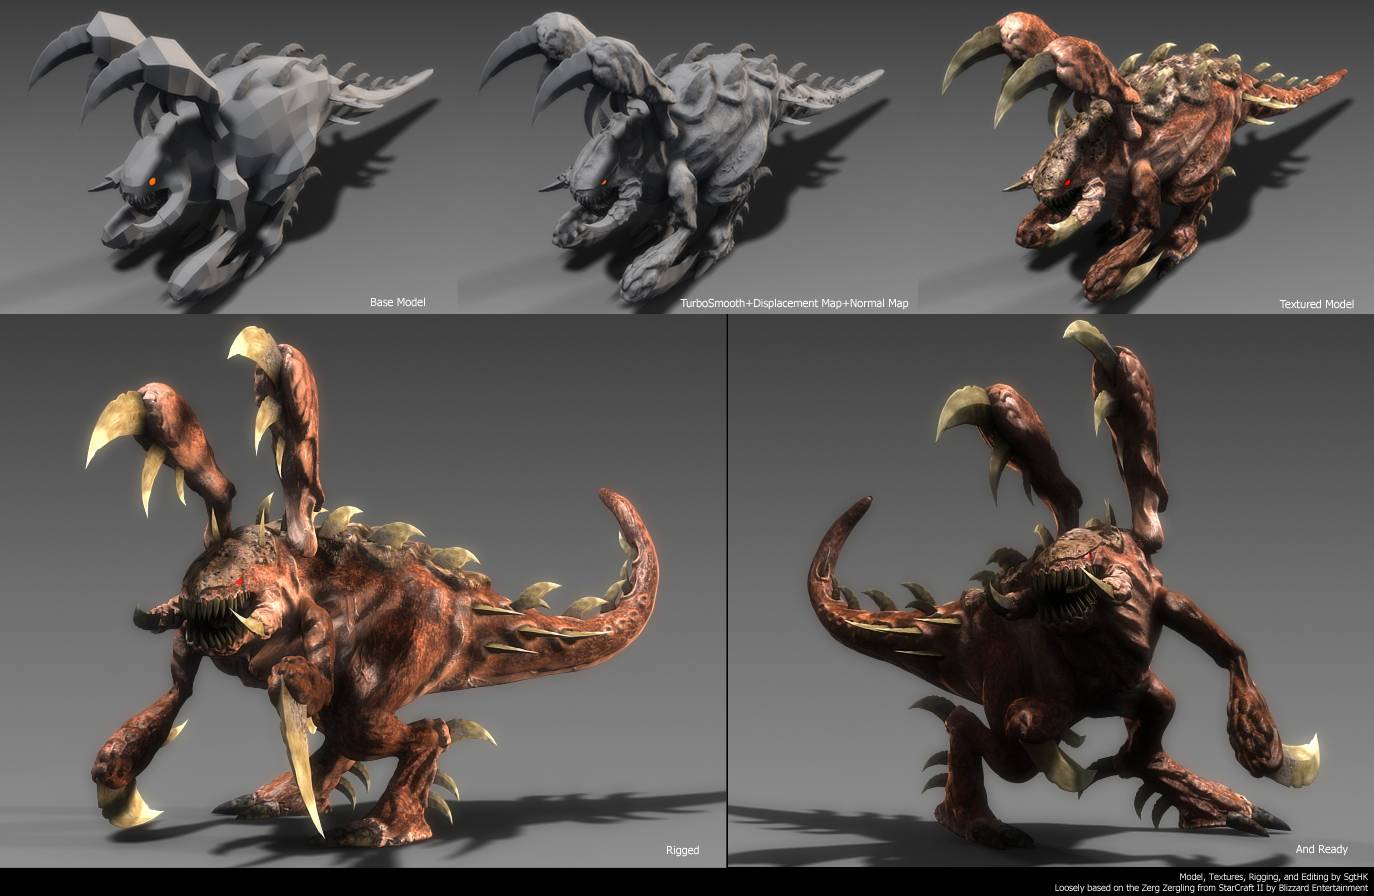 Base Model
TurboSmooth+Displacement Map+Normal Map
Textured Model
Rigged
And Ready
Model, Textures, Rigging, and Editing by SgtHK
Loosely based on the Zerg Zergling from StarCraft II by Blizzard Entertainment